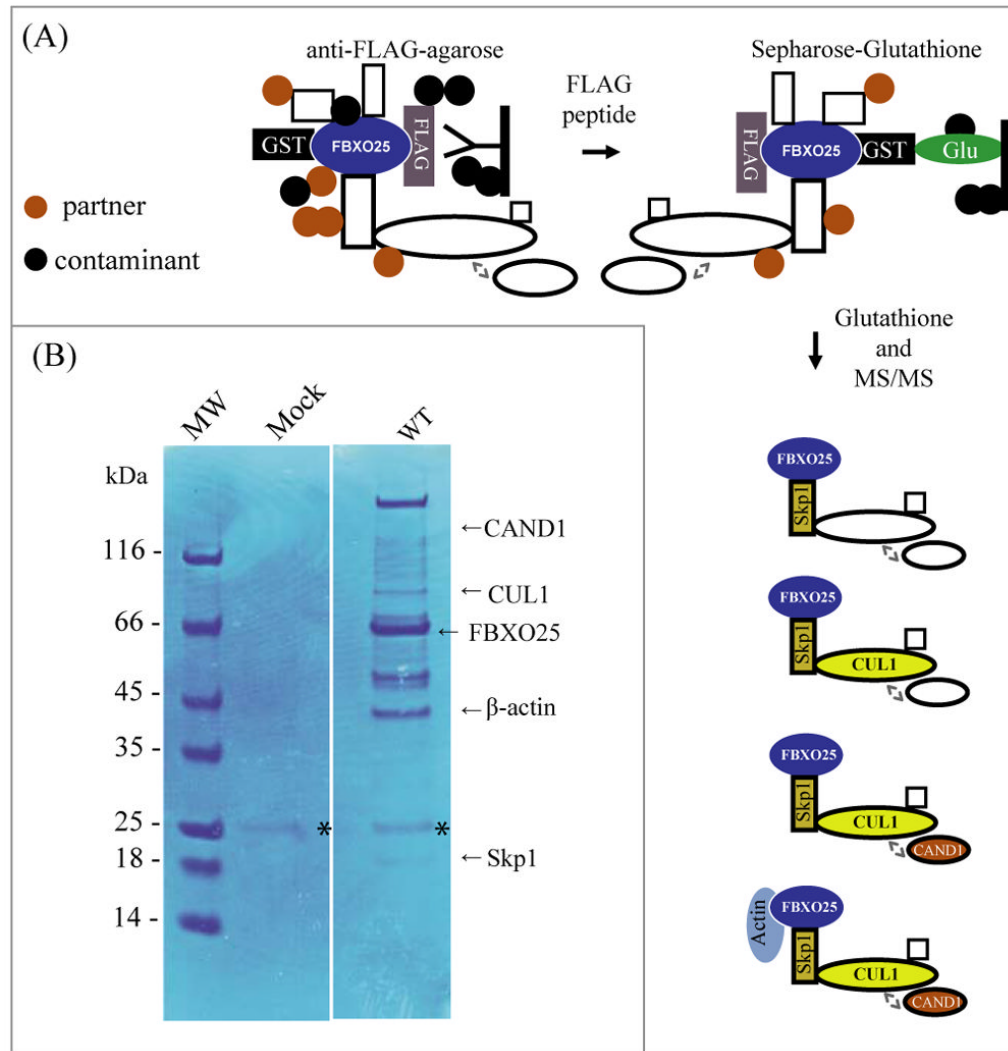 (A)
anti-FLAG-agarose
Sepharose-Glutathione
FLAG
peptide
GST
FBXO25
FLAG
FLAG
FBXO25
GST
Glu
partner
contaminant
Glutathione
and
MS/MS
(B)
MW
Mock
WT
kDa
116 -
66 -
45 -
35 -
25 -
18 -
14 -
*
*
←CAND1
←CUL1
←FBXO25
←β-actin
←Skp1
FBXO25
Skp1
FBXO25
Skp1
CUL1
FBXO25
Skp1
CUL1
CAND1
Actin
FBXO25
Skp1
CUL1
CAND1